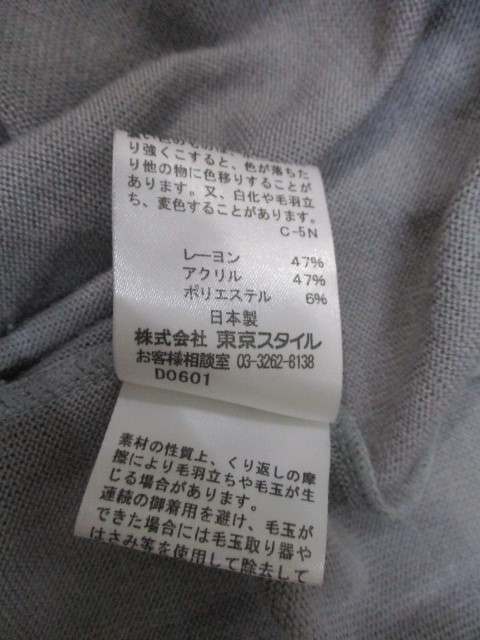 り強くこすると、色が落ちた
り他の物に色移りすることが
あります。又、白化や毛羽立
ち、変色することがあります。
C-5N
レーヨン 47%
アクリル 47%
ポリエステル 6%
日本製
株式会社 東京スタイル
お客様相談室 03-3262-8138
D0601
素材の性質上、くり返しの摩
擦により毛羽立ちや毛玉が生
じる場合があります。
連続の御着用を避け、毛玉が
できた場合には毛玉取り器や
はさみ等を使用して除去して